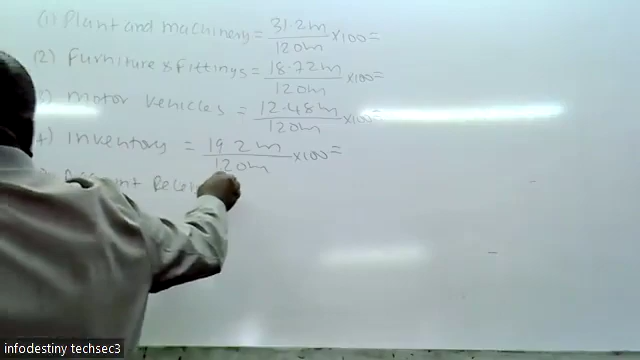 (1) Plant and machinery = 31.2m/120m x100=
(2) Furniture & fittings = 18.72m/120m x100=
) motor vehicles = 12.48m/120m x100=
4) Inventory = 19.2m/120m x100=
Rece
infodestiny techsec3